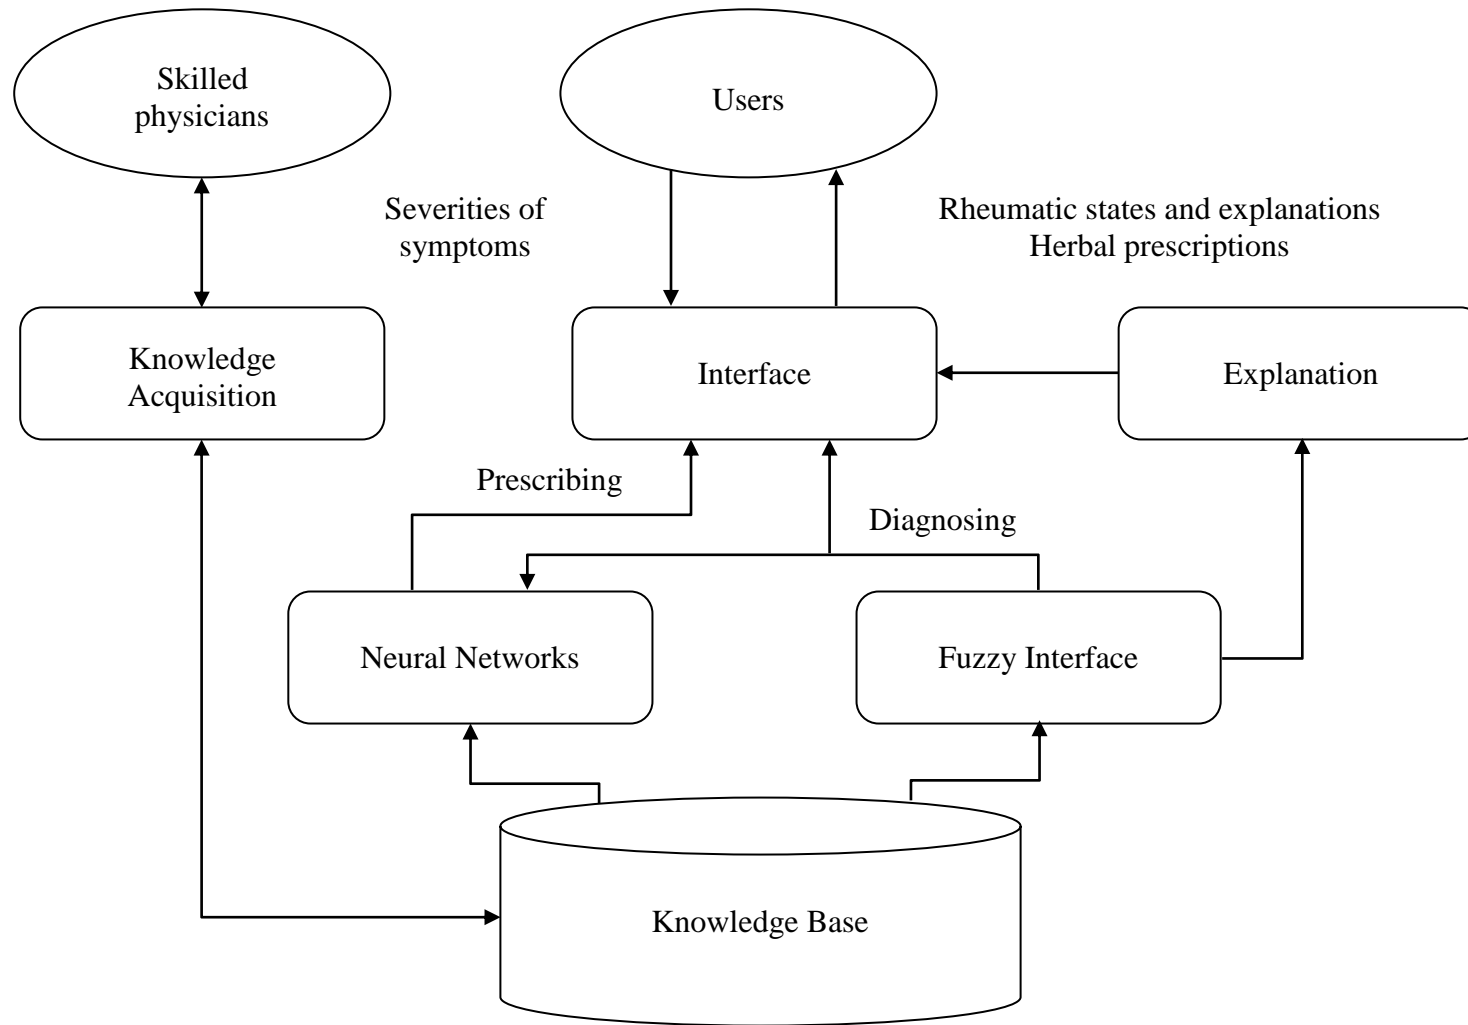 Skilled
physicians
Users
Severities of
symptoms
Rheumatic states and explanations
Herbal prescriptions
Knowledge
Acquisition
Interface
Explanation
Prescribing
Diagnosing
Neural Networks
Fuzzy Interface
Knowledge Base